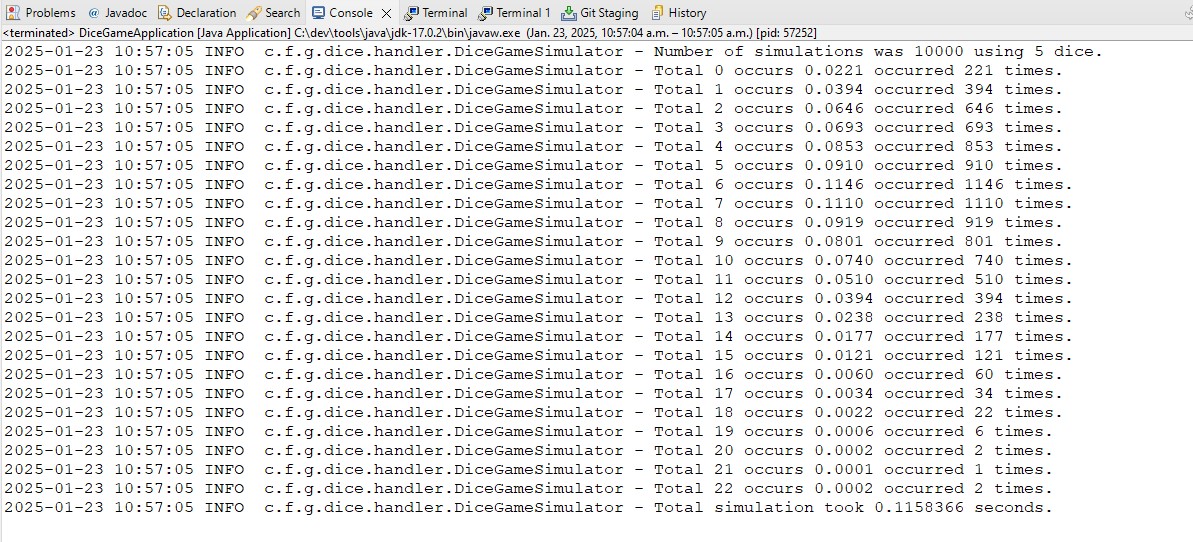 Problems @ Javadoc Declaration Search Console Terminal Terminal 1 Git Staging History
<terminated> DiceGameApplication [Java Application] C:\dev\tools\java\jdk-17.0.2\bin\javaw.exe (Jan. 23, 2025, 10:57:04 a.m. – 10:57:05 a.m.) [pid: 57252]
2025-01-23 10:57:05 INFO  c.f.g.dice.handler.DiceGameSimulator - Number of simulations was 10000 using 5 dice.
2025-01-23 10:57:05 INFO  c.f.g.dice.handler.DiceGameSimulator - Total 0 occurs 0.0221 occurred 221 times.
2025-01-23 10:57:05 INFO  c.f.g.dice.handler.DiceGameSimulator - Total 1 occurs 0.0394 occurred 394 times.
2025-01-23 10:57:05 INFO  c.f.g.dice.handler.DiceGameSimulator - Total 2 occurs 0.0646 occurred 646 times.
2025-01-23 10:57:05 INFO  c.f.g.dice.handler.DiceGameSimulator - Total 3 occurs 0.0693 occurred 693 times.
2025-01-23 10:57:05 INFO  c.f.g.dice.handler.DiceGameSimulator - Total 4 occurs 0.0853 occurred 853 times.
2025-01-23 10:57:05 INFO  c.f.g.dice.handler.DiceGameSimulator - Total 5 occurs 0.0910 occurred 910 times.
2025-01-23 10:57:05 INFO  c.f.g.dice.handler.DiceGameSimulator - Total 6 occurs 0.1146 occurred 1146 times.
2025-01-23 10:57:05 INFO  c.f.g.dice.handler.DiceGameSimulator - Total 7 occurs 0.1110 occurred 1110 times.
2025-01-23 10:57:05 INFO  c.f.g.dice.handler.DiceGameSimulator - Total 8 occurs 0.0919 occurred 919 times.
2025-01-23 10:57:05 INFO  c.f.g.dice.handler.DiceGameSimulator - Total 9 occurs 0.0801 occurred 801 times.
2025-01-23 10:57:05 INFO  c.f.g.dice.handler.DiceGameSimulator - Total 10 occurs 0.0740 occurred 740 times.
2025-01-23 10:57:05 INFO  c.f.g.dice.handler.DiceGameSimulator - Total 11 occurs 0.0510 occurred 510 times.
2025-01-23 10:57:05 INFO  c.f.g.dice.handler.DiceGameSimulator - Total 12 occurs 0.0394 occurred 394 times.
2025-01-23 10:57:05 INFO  c.f.g.dice.handler.DiceGameSimulator - Total 13 occurs 0.0238 occurred 238 times.
2025-01-23 10:57:05 INFO  c.f.g.dice.handler.DiceGameSimulator - Total 14 occurs 0.0177 occurred 177 times.
2025-01-23 10:57:05 INFO  c.f.g.dice.handler.DiceGameSimulator - Total 15 occurs 0.0121 occurred 121 times.
2025-01-23 10:57:05 INFO  c.f.g.dice.handler.DiceGameSimulator - Total 16 occurs 0.0060 occurred 60 times.
2025-01-23 10:57:05 INFO  c.f.g.dice.handler.DiceGameSimulator - Total 17 occurs 0.0034 occurred 34 times.
2025-01-23 10:57:05 INFO  c.f.g.dice.handler.DiceGameSimulator - Total 18 occurs 0.0022 occurred 22 times.
2025-01-23 10:57:05 INFO  c.f.g.dice.handler.DiceGameSimulator - Total 19 occurs 0.0006 occurred 6 times.
2025-01-23 10:57:05 INFO  c.f.g.dice.handler.DiceGameSimulator - Total 20 occurs 0.0002 occurred 2 times.
2025-01-23 10:57:05 INFO  c.f.g.dice.handler.DiceGameSimulator - Total 21 occurs 0.0001 occurred 1 times.
2025-01-23 10:57:05 INFO  c.f.g.dice.handler.DiceGameSimulator - Total 22 occurs 0.0002 occurred 2 times.
2025-01-23 10:57:05 INFO  c.f.g.dice.handler.DiceGameSimulator - Total simulation took 0.1158366 seconds.